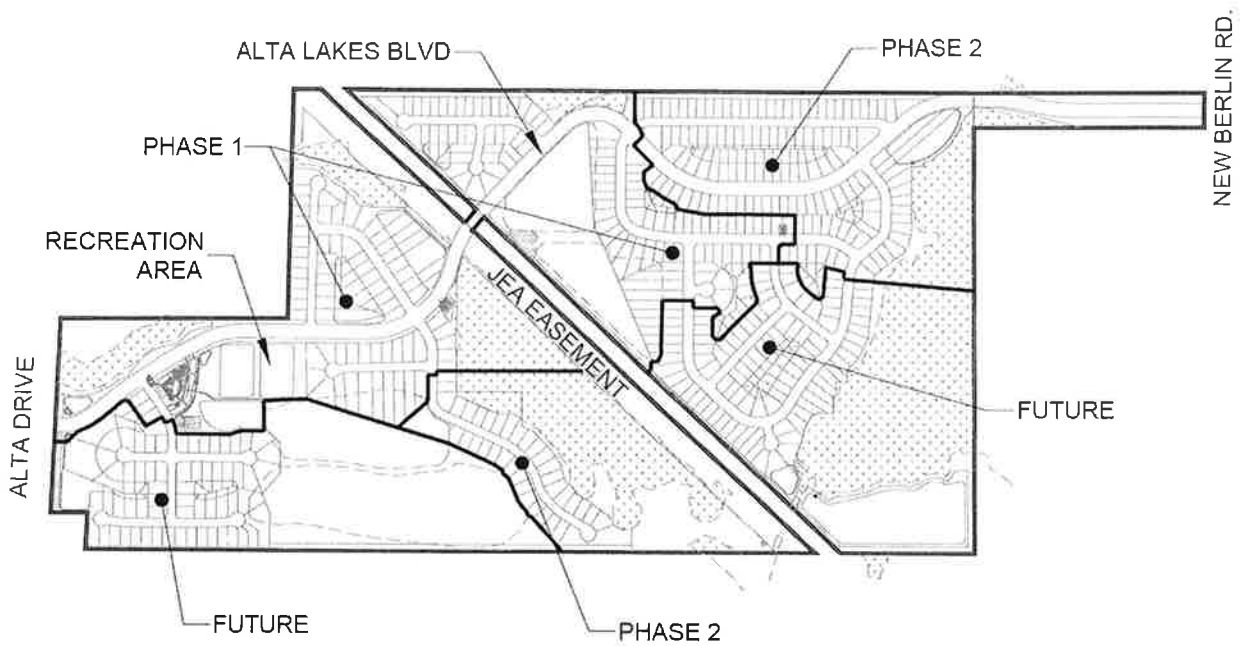 NEW BERLIN RD.
ALTA LAKES BLVD
PHASE 2
PHASE 1
RECREATION
AREA
JEA EASEMENT
ALTA DRIVE
FUTURE
FUTURE
PHASE 2